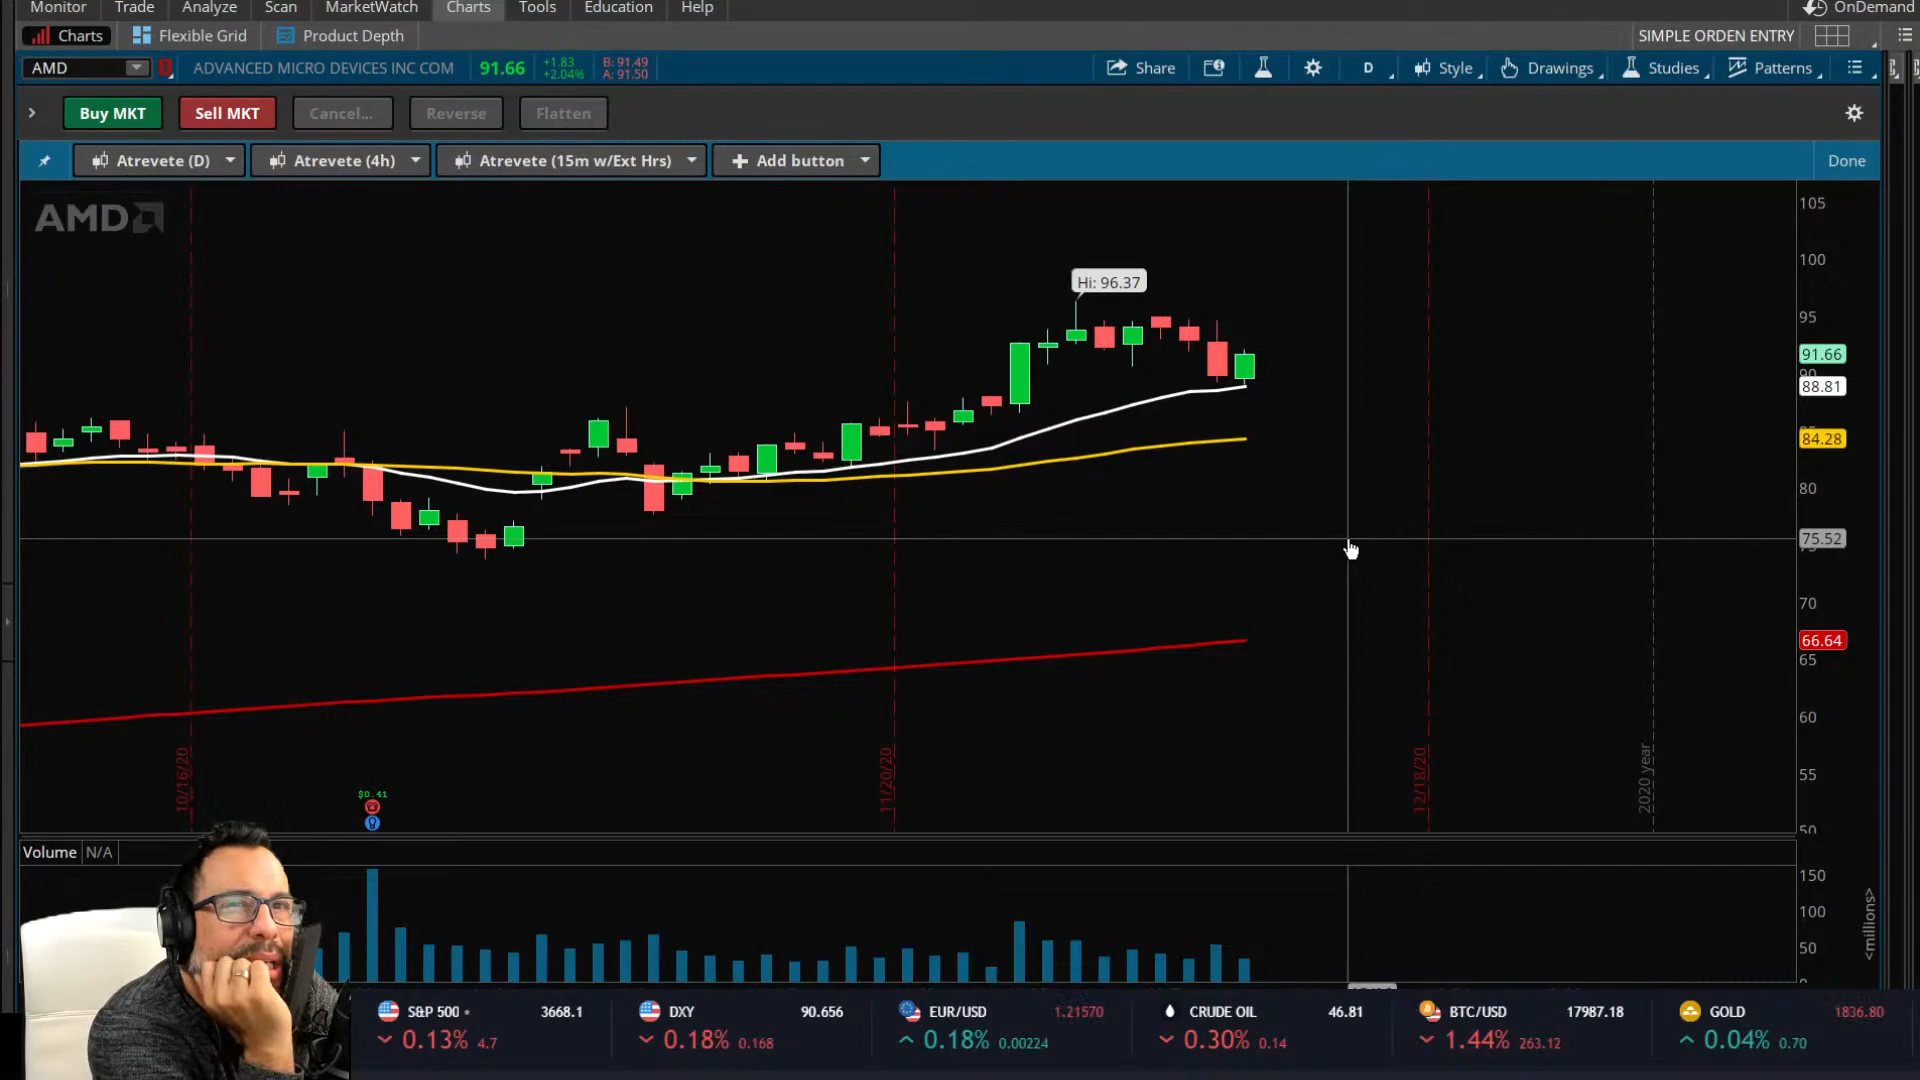 Monitor Trade Analyze Scan MarketWatch Charts Tools Education Help OnDemand
Charts Flexible Grid Product Depth SIMPLE ORDEN ENTRY
AMD ADVANCED MICRO DEVICES INC COM 91.66 +1.83 +2.04% B: 91.49 A: 91.50 Share D Style Drawings Studies Patterns
Buy MKT Sell MKT Cancel... Reverse Flatten
Atrevete (D) Atrevete (4h) Atrevete (15m w/Ext Hrs) Add button Done
AMD
Hi: 96.37
105
100
95
91.66
90
88.81
84.28
80
75.52
70
66.64
65
60
55
50
10/16/20
11/20/20
12/18/20
2020 year
$0.41
Volume N/A
150
100
50
<millions>
S&P 500 3668.1 DXY 90.656 EUR/USD 1.21570 CRUDE OIL 46.81 BTC/USD 17987.18 GOLD 1836.80
0.13% 4.7 0.18% 0.168 0.18% 0.00224 0.30% 0.14 1.44% 263.12 0.04% 0.70